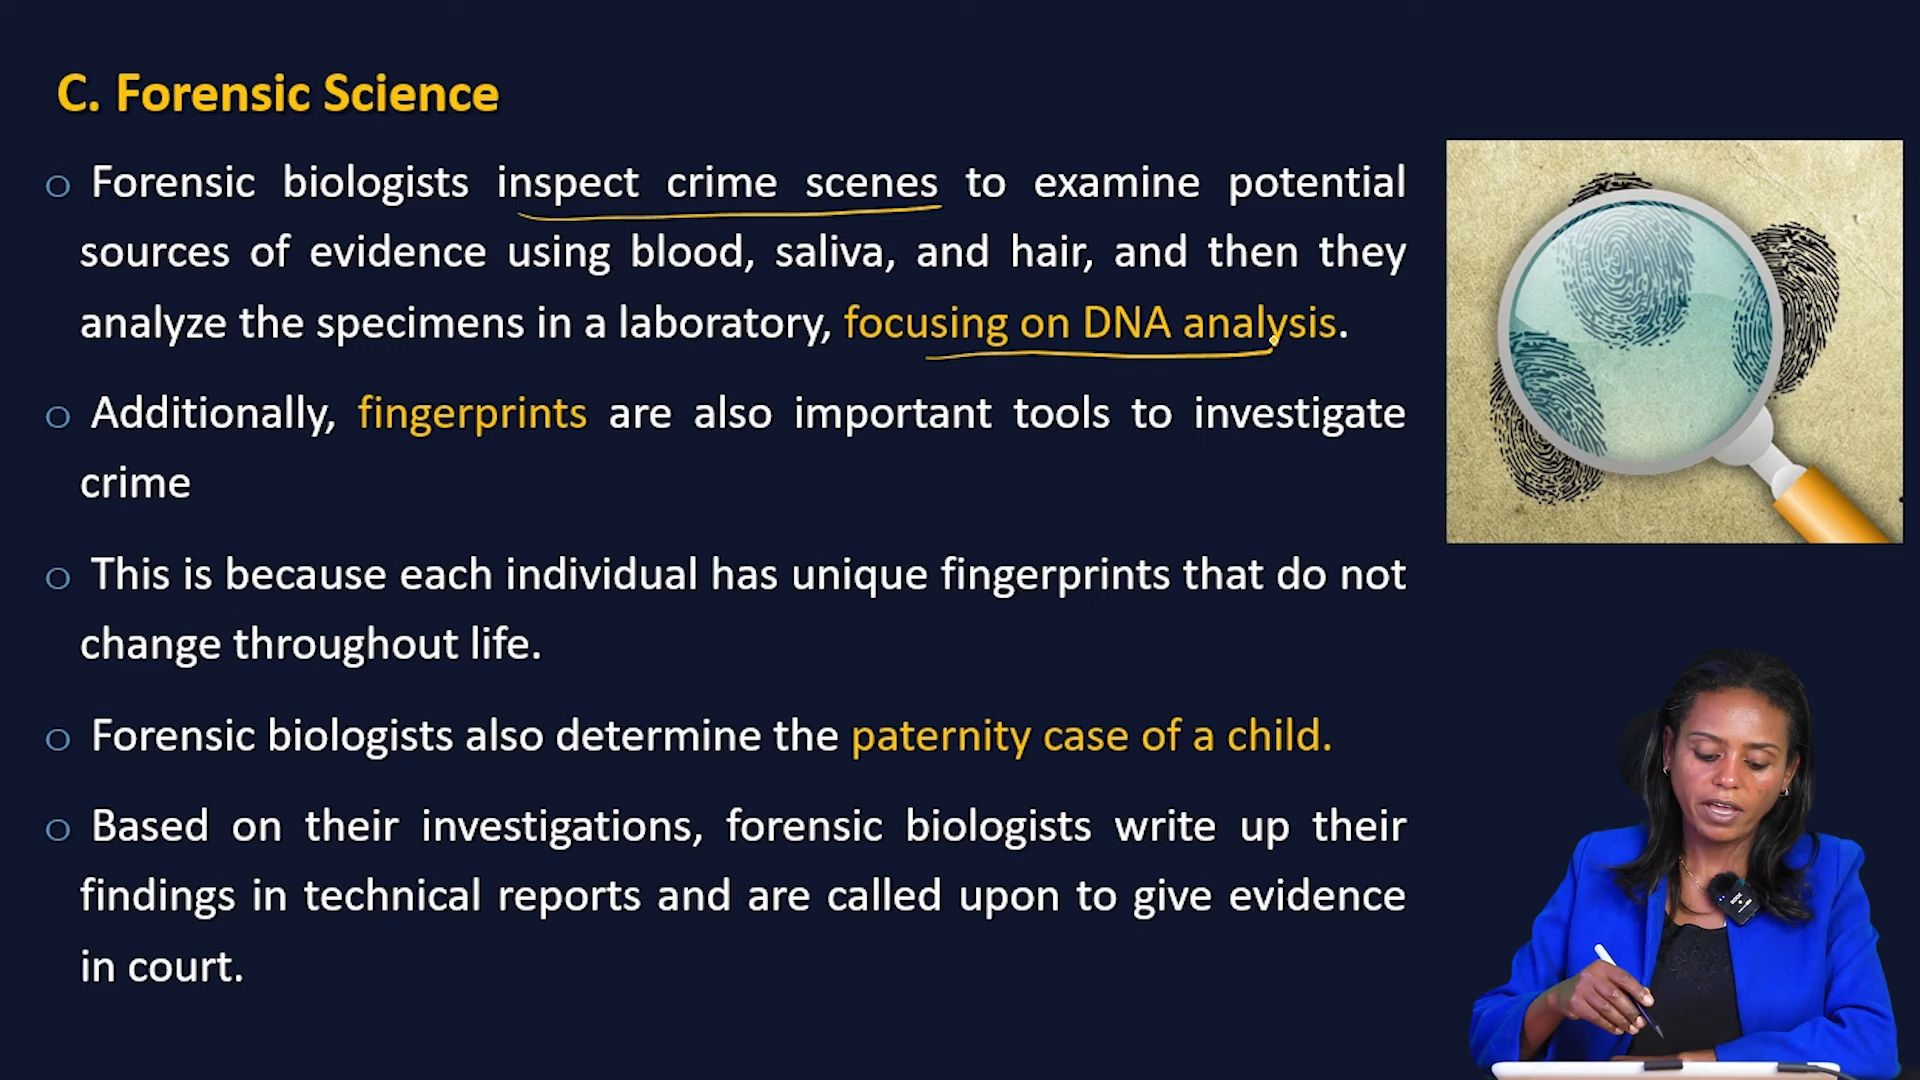 C. Forensic Science
o Forensic biologists inspect crime scenes to examine potential
sources of evidence using blood, saliva, and hair, and then they
analyze the specimens in a laboratory, focusing on DNA analysis.
o Additionally, fingerprints are also important tools to investigate
crime
o This is because each individual has unique fingerprints that do not
change throughout life.
o Forensic biologists also determine the paternity case of a child.
o Based on their investigations, forensic biologists write up their
findings in technical reports and are called upon to give evidence
in court.